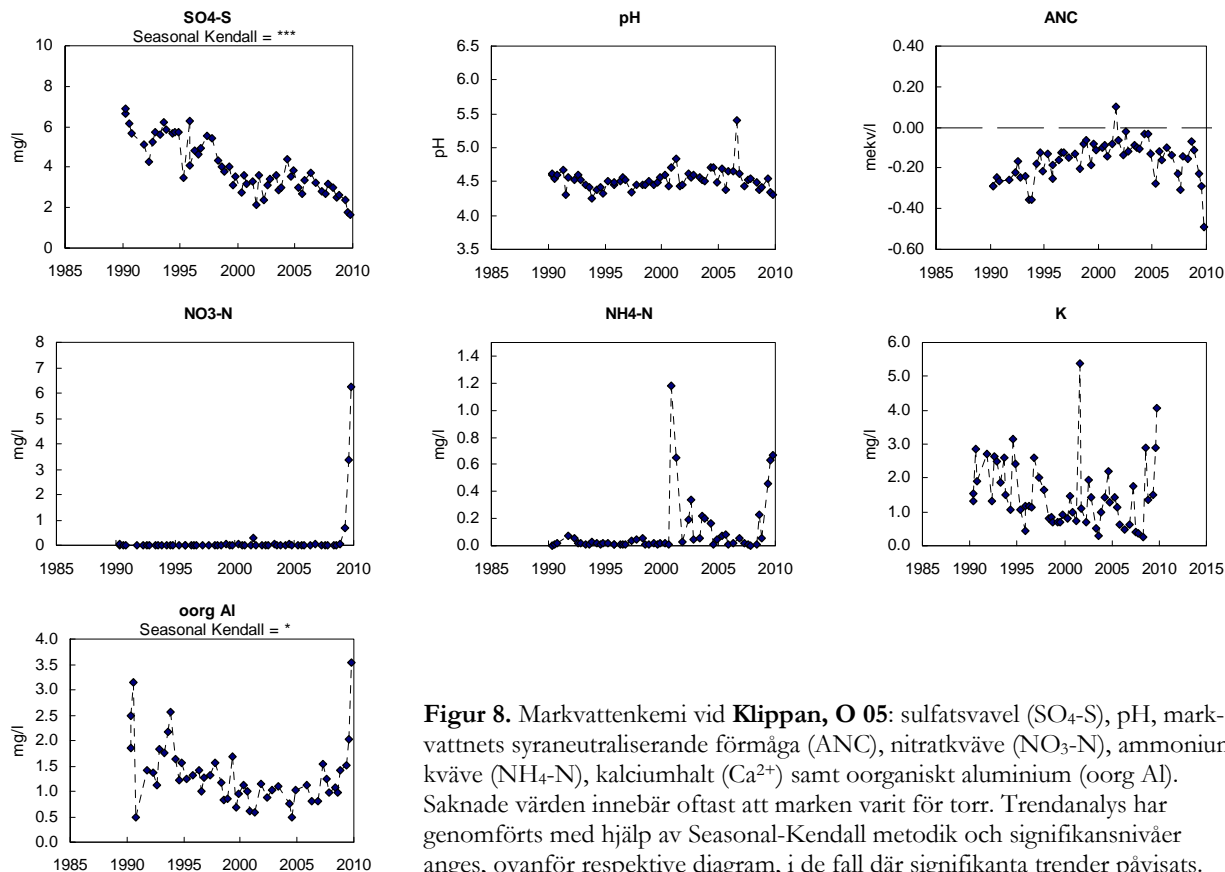 SO4-S
Seasonal Kendall = ***
10
8
6
4
2
0
mg/l
1985 1990 1995 2000 2005 2010
pH
6.5
6.0
5.5
5.0
4.5
4.0
3.5
pH
1985 1990 1995 2000 2005 2010
ANC
0.40
0.20
0.00
-0.20
-0.40
-0.60
mekv/l
1985 1990 1995 2000 2005 2010
NO3-N
8
7
6
5
4
3
2
1
0
mg/l
1985 1990 1995 2000 2005 2010
NH4-N
1.4
1.2
1.0
0.8
0.6
0.4
0.2
0.0
mg/l
1985 1990 1995 2000 2005 2010
K
6.0
5.0
4.0
3.0
2.0
1.0
0.0
mg/l
1985 1990 1995 2000 2005 2010 2015
oorg Al
Seasonal Kendall = *
4.0
3.5
3.0
2.5
2.0
1.5
1.0
0.5
0.0
mg/l
1985 1990 1995 2000 2005 2010
Figur 8. Markvattenkemi vid Klippan, O 05: sulfatsvavel (SO₄-S), pH, mark-
vattnets syraneutraliserande förmåga (ANC), nitratkväve (NO₃-N), ammonium
kväve (NH₄-N), kalciumhalt (Ca²⁺) samt oorganiskt aluminium (oorg Al).
Saknade värden innebär oftast att marken varit för torr. Trendanalys har
genomförts med hjälp av Seasonal-Kendall metodik och signifikansnivåer
anges, ovanför respektive diagram, i de fall där signifikanta trender påvisats.